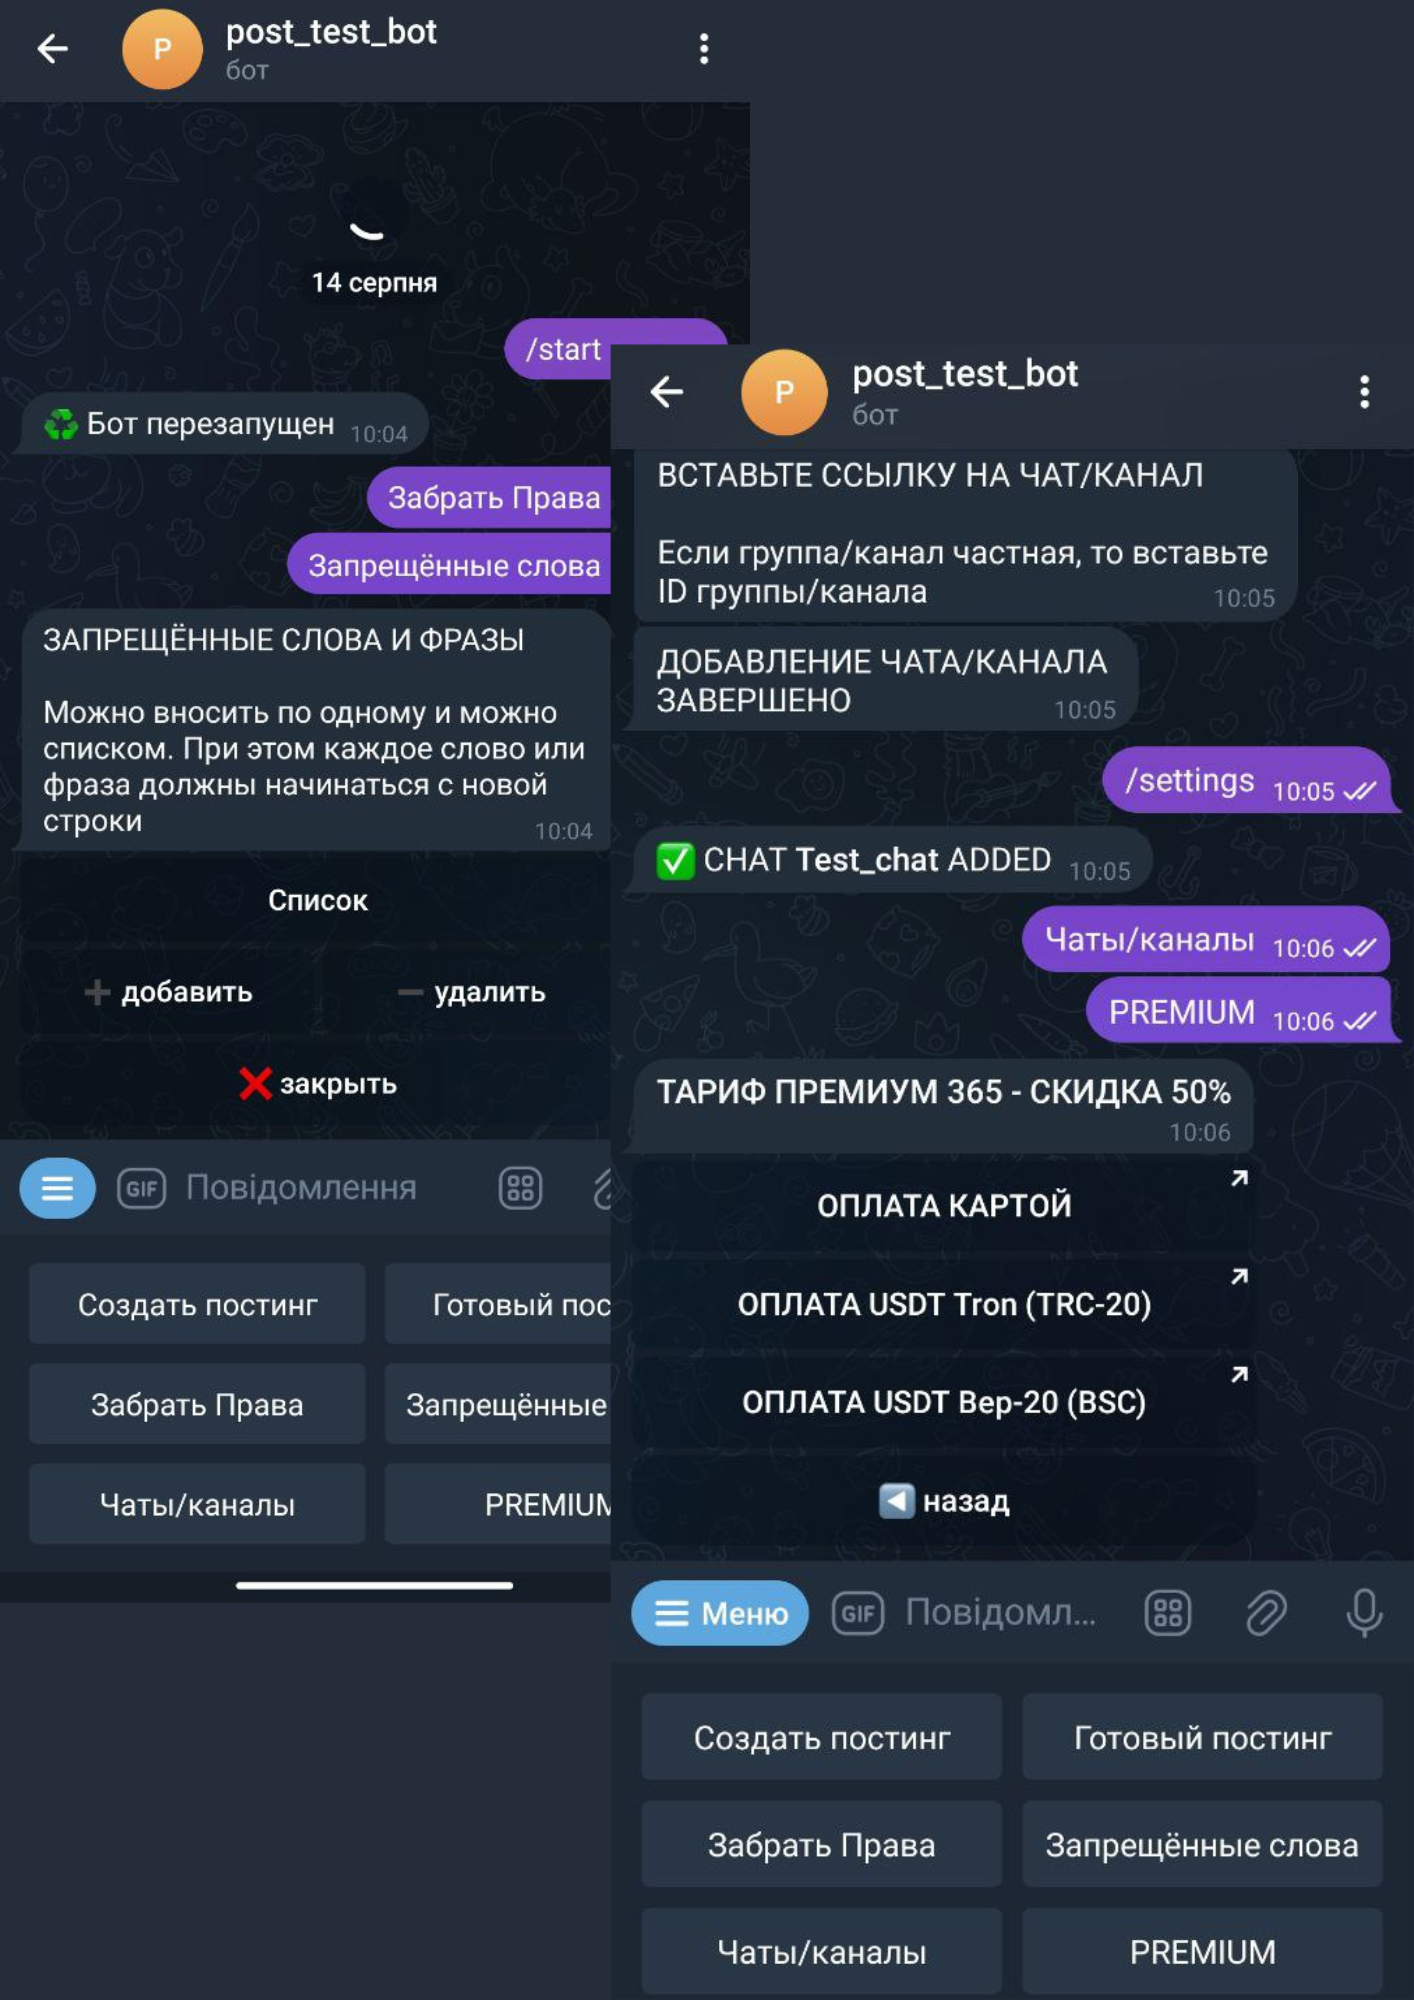 post_test_bot
бот
14 серпня
/start
♻️ Бот перезапущен 10:04
Забрать Права
Запрещённые слова
ЗАПРЕЩЁННЫЕ СЛОВА И ФРАЗЫ
Можно вносить по одному и можно
списком. При этом каждое слово или
фраза должны начинаться с новой
строки 10:04
Список
➕ добавить
➖ удалить
❌ закрыть
GIF Повідомлення
Создать постинг
Готовый пос
Забрать Права
Запрещённые
Чаты/каналы
PREMIUM
P
post_test_bot
бот
P
ВСТАВЬТЕ ССЫЛКУ НА ЧАТ/КАНАЛ
Если группа/канал частная, то вставьте
ID группы/канала 10:05
ДОБАВЛЕНИЕ ЧАТА/КАНАЛА
ЗАВЕРШЕНО 10:05
/settings 10:05
✅ CHAT Test_chat ADDED 10:05
Чаты/каналы 10:06
PREMIUM 10:06
ТАРИФ ПРЕМИУМ 365 - СКИДКА 50%
10:06
ОПЛАТА КАРТОЙ
ОПЛАТА USDT Tron (TRC-20)
ОПЛАТА USDT Bep-20 (BSC)
◀️ назад
Меню GIF Повідомл...
Создать постинг
Готовый постинг
Забрать Права
Запрещённые слова
Чаты/каналы
PREMIUM